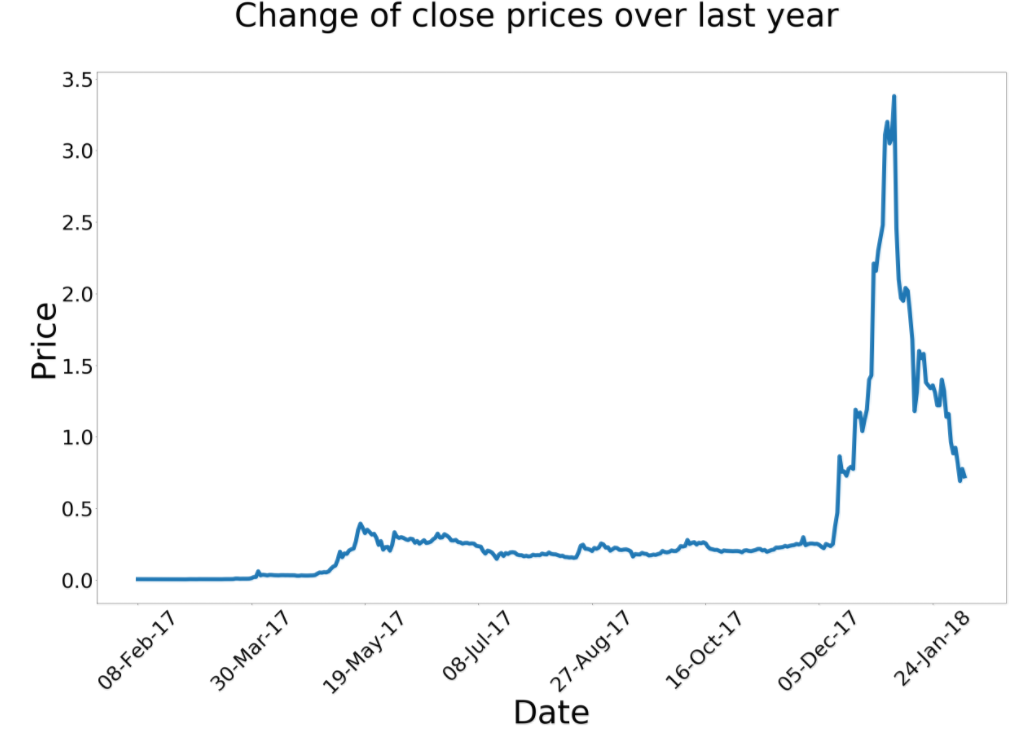 Change of close prices over last year
3.5
3.0
2.5
2.0
1.5
1.0
0.5
0.0
Price
08-Feb-17
30-Mar-17
19-May-17
08-Jul-17
27-Aug-17
16-Oct-17
05-Dec-17
24-Jan-18
Date